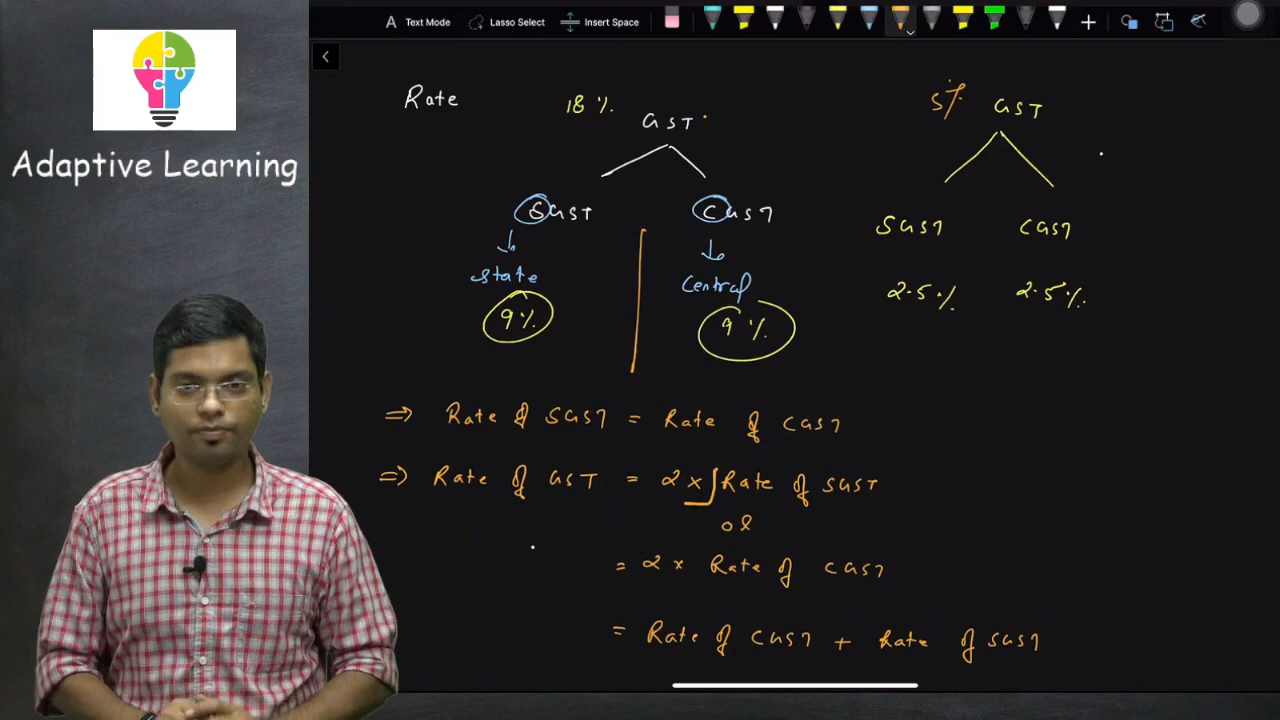 Text Mode Lasso Select Insert Space
Adaptive Learning
Rate 18 % GST 5% GST
SGST CGST SGST CGST
State Central
9% 9 % 2.5% 2.5%
⇒ Rate of SGST = Rate of CGST
⇒ Rate of GST = 2 × Rate of SGST
or
= 2 × Rate of CGST
= Rate of CGST + Rate of SGST